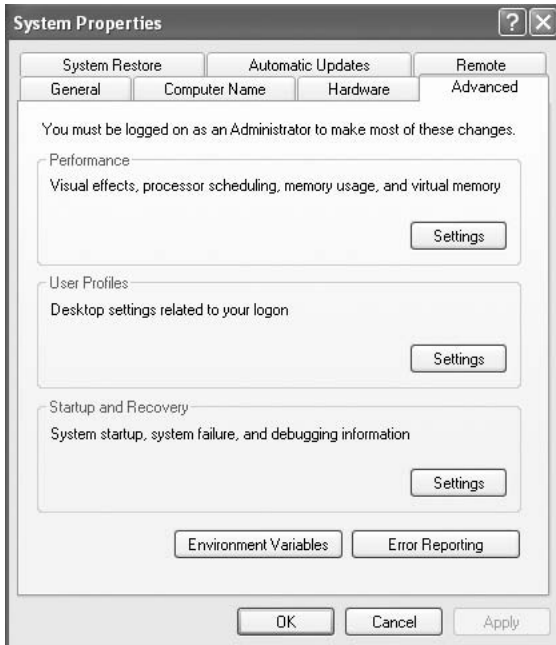 System Properties
System Restore Automatic Updates Remote
General Computer Name Hardware Advanced
You must be logged on as an Administrator to make most of these changes.
Performance
Visual effects, processor scheduling, memory usage, and virtual memory
Settings
User Profiles
Desktop settings related to your logon
Settings
Startup and Recovery
System startup, system failure, and debugging information
Settings
Environment Variables Error Reporting
OK Cancel Apply